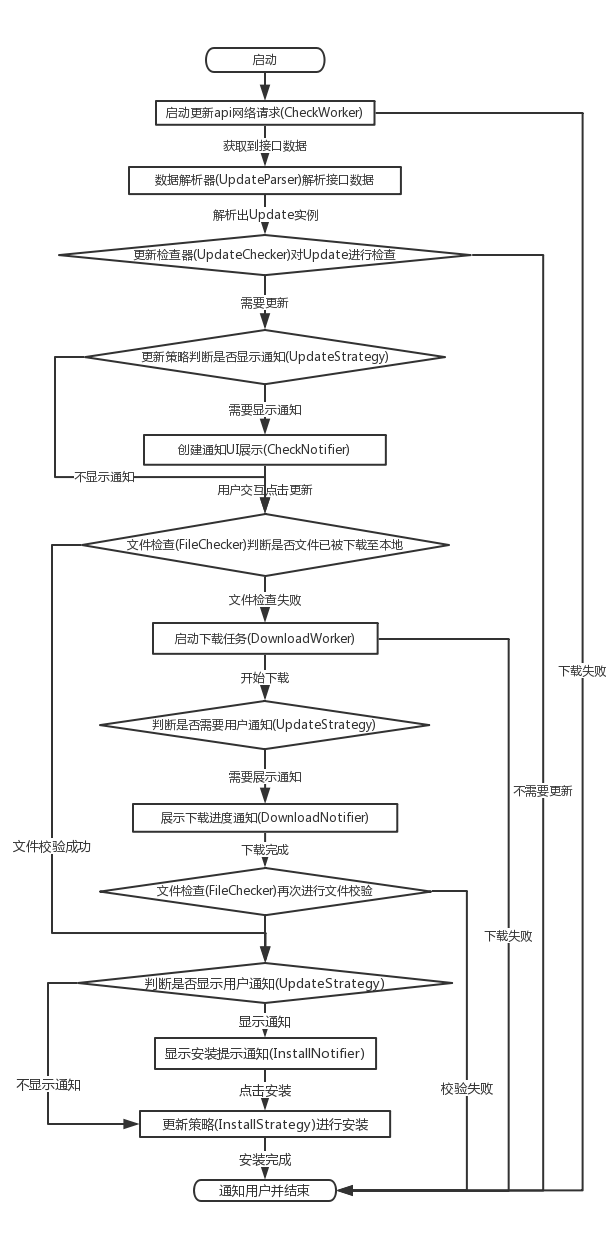 启动
启动更新api网络请求(CheckWorker)
获取到接口数据
数据解析器(UpdateParser)解析接口数据
解析出Update实例
更新检查器(UpdateChecker)对Update进行检查
需要更新
更新策略判断是否显示通知(UpdateStrategy)
需要显示通知
创建通知UI展示(CheckNotifier)
不显示通知
用户交互点击更新
文件检查(FileChecker)判断是否文件已被下载至本地
文件检查失败
启动下载任务(DownloadWorker)
下载失败
开始下载
判断是否需要用户通知(UpdateStrategy)
需要展示通知
不需要更新
展示下载进度通知(DownloadNotifier)
文件校验成功
下载完成
文件检查(FileChecker)再次进行文件校验
下载失败
判断是否显示用户通知(UpdateStrategy)
显示通知
显示安装提示通知(InstallNotifier)
不显示通知
点击安装
校验失败
更新策略(InstallStrategy)进行安装
安装完成
通知用户并结束